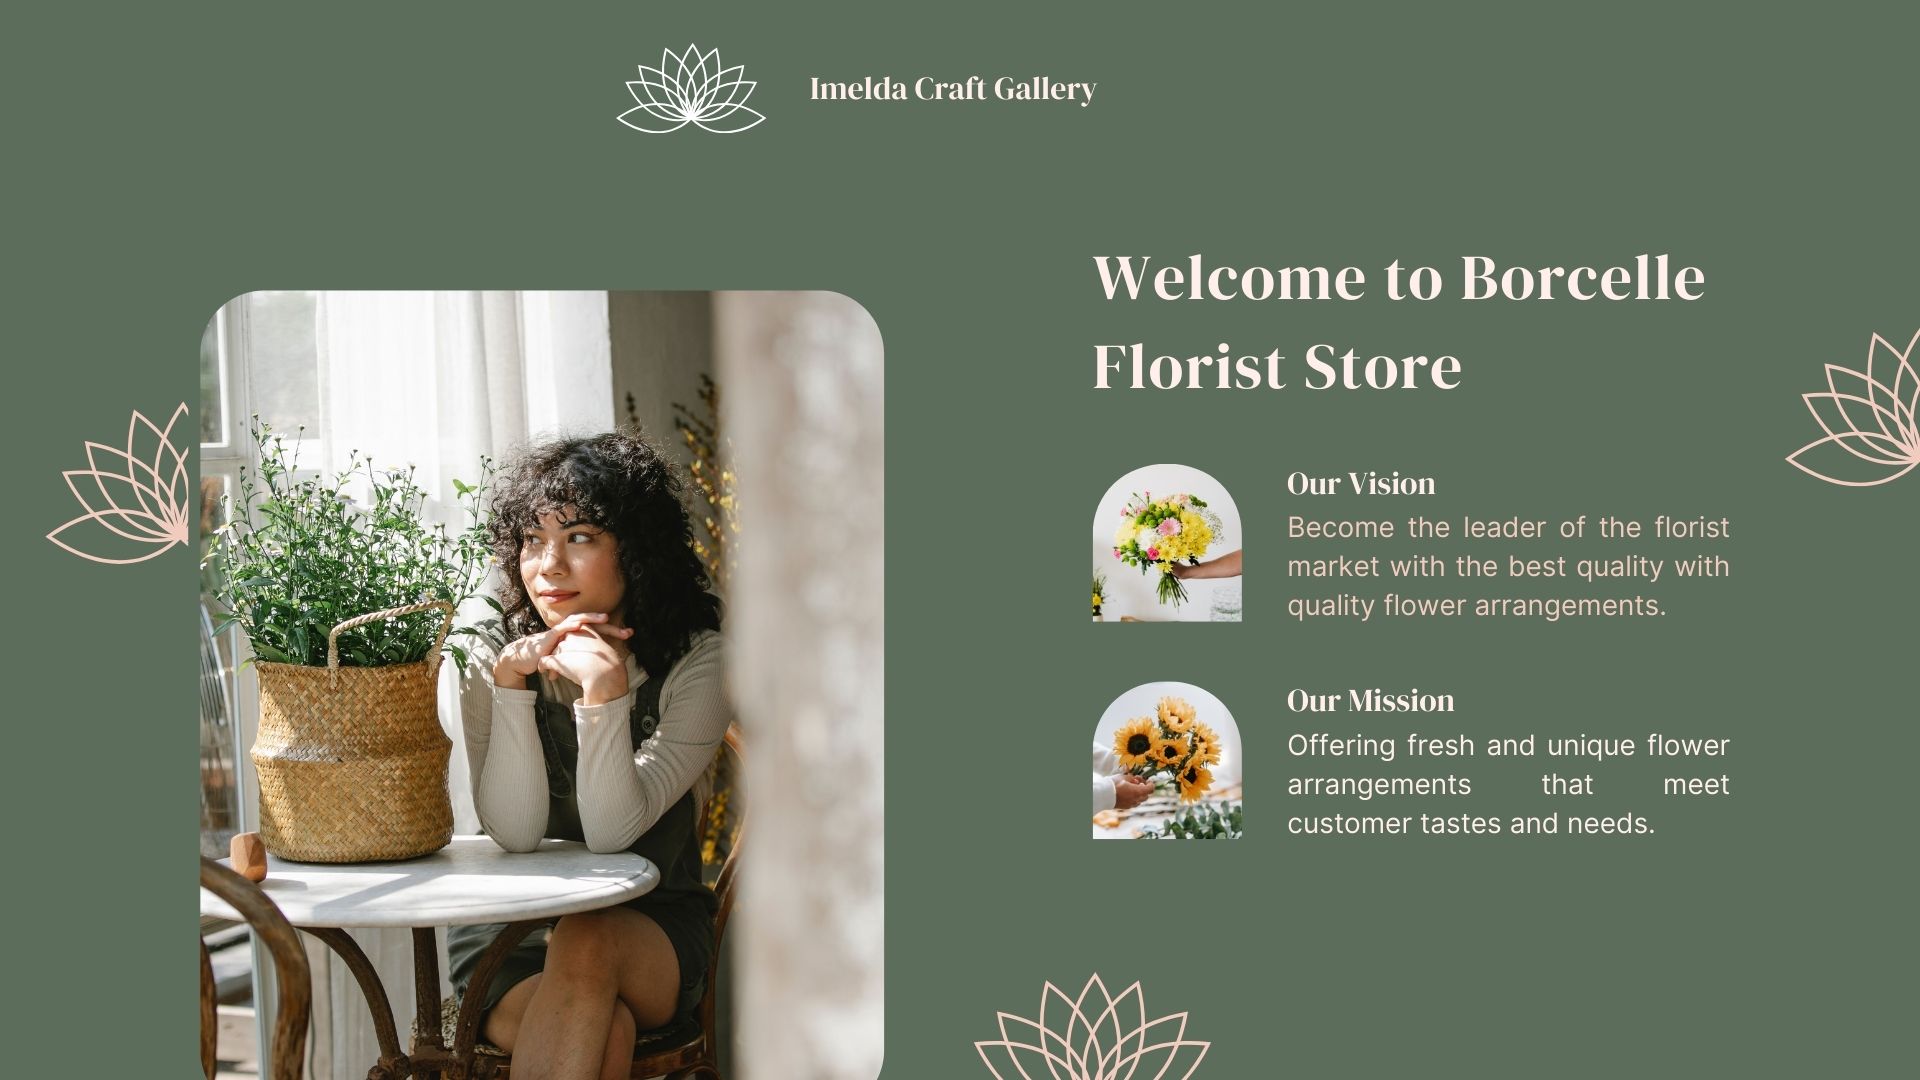 Imelda Craft Gallery
Welcome to Borcelle
Florist Store
Our Vision
Become the leader of the florist
market with the best quality with
quality flower arrangements.
Our Mission
Offering fresh and unique flower
arrangements that meet
customer tastes and needs.